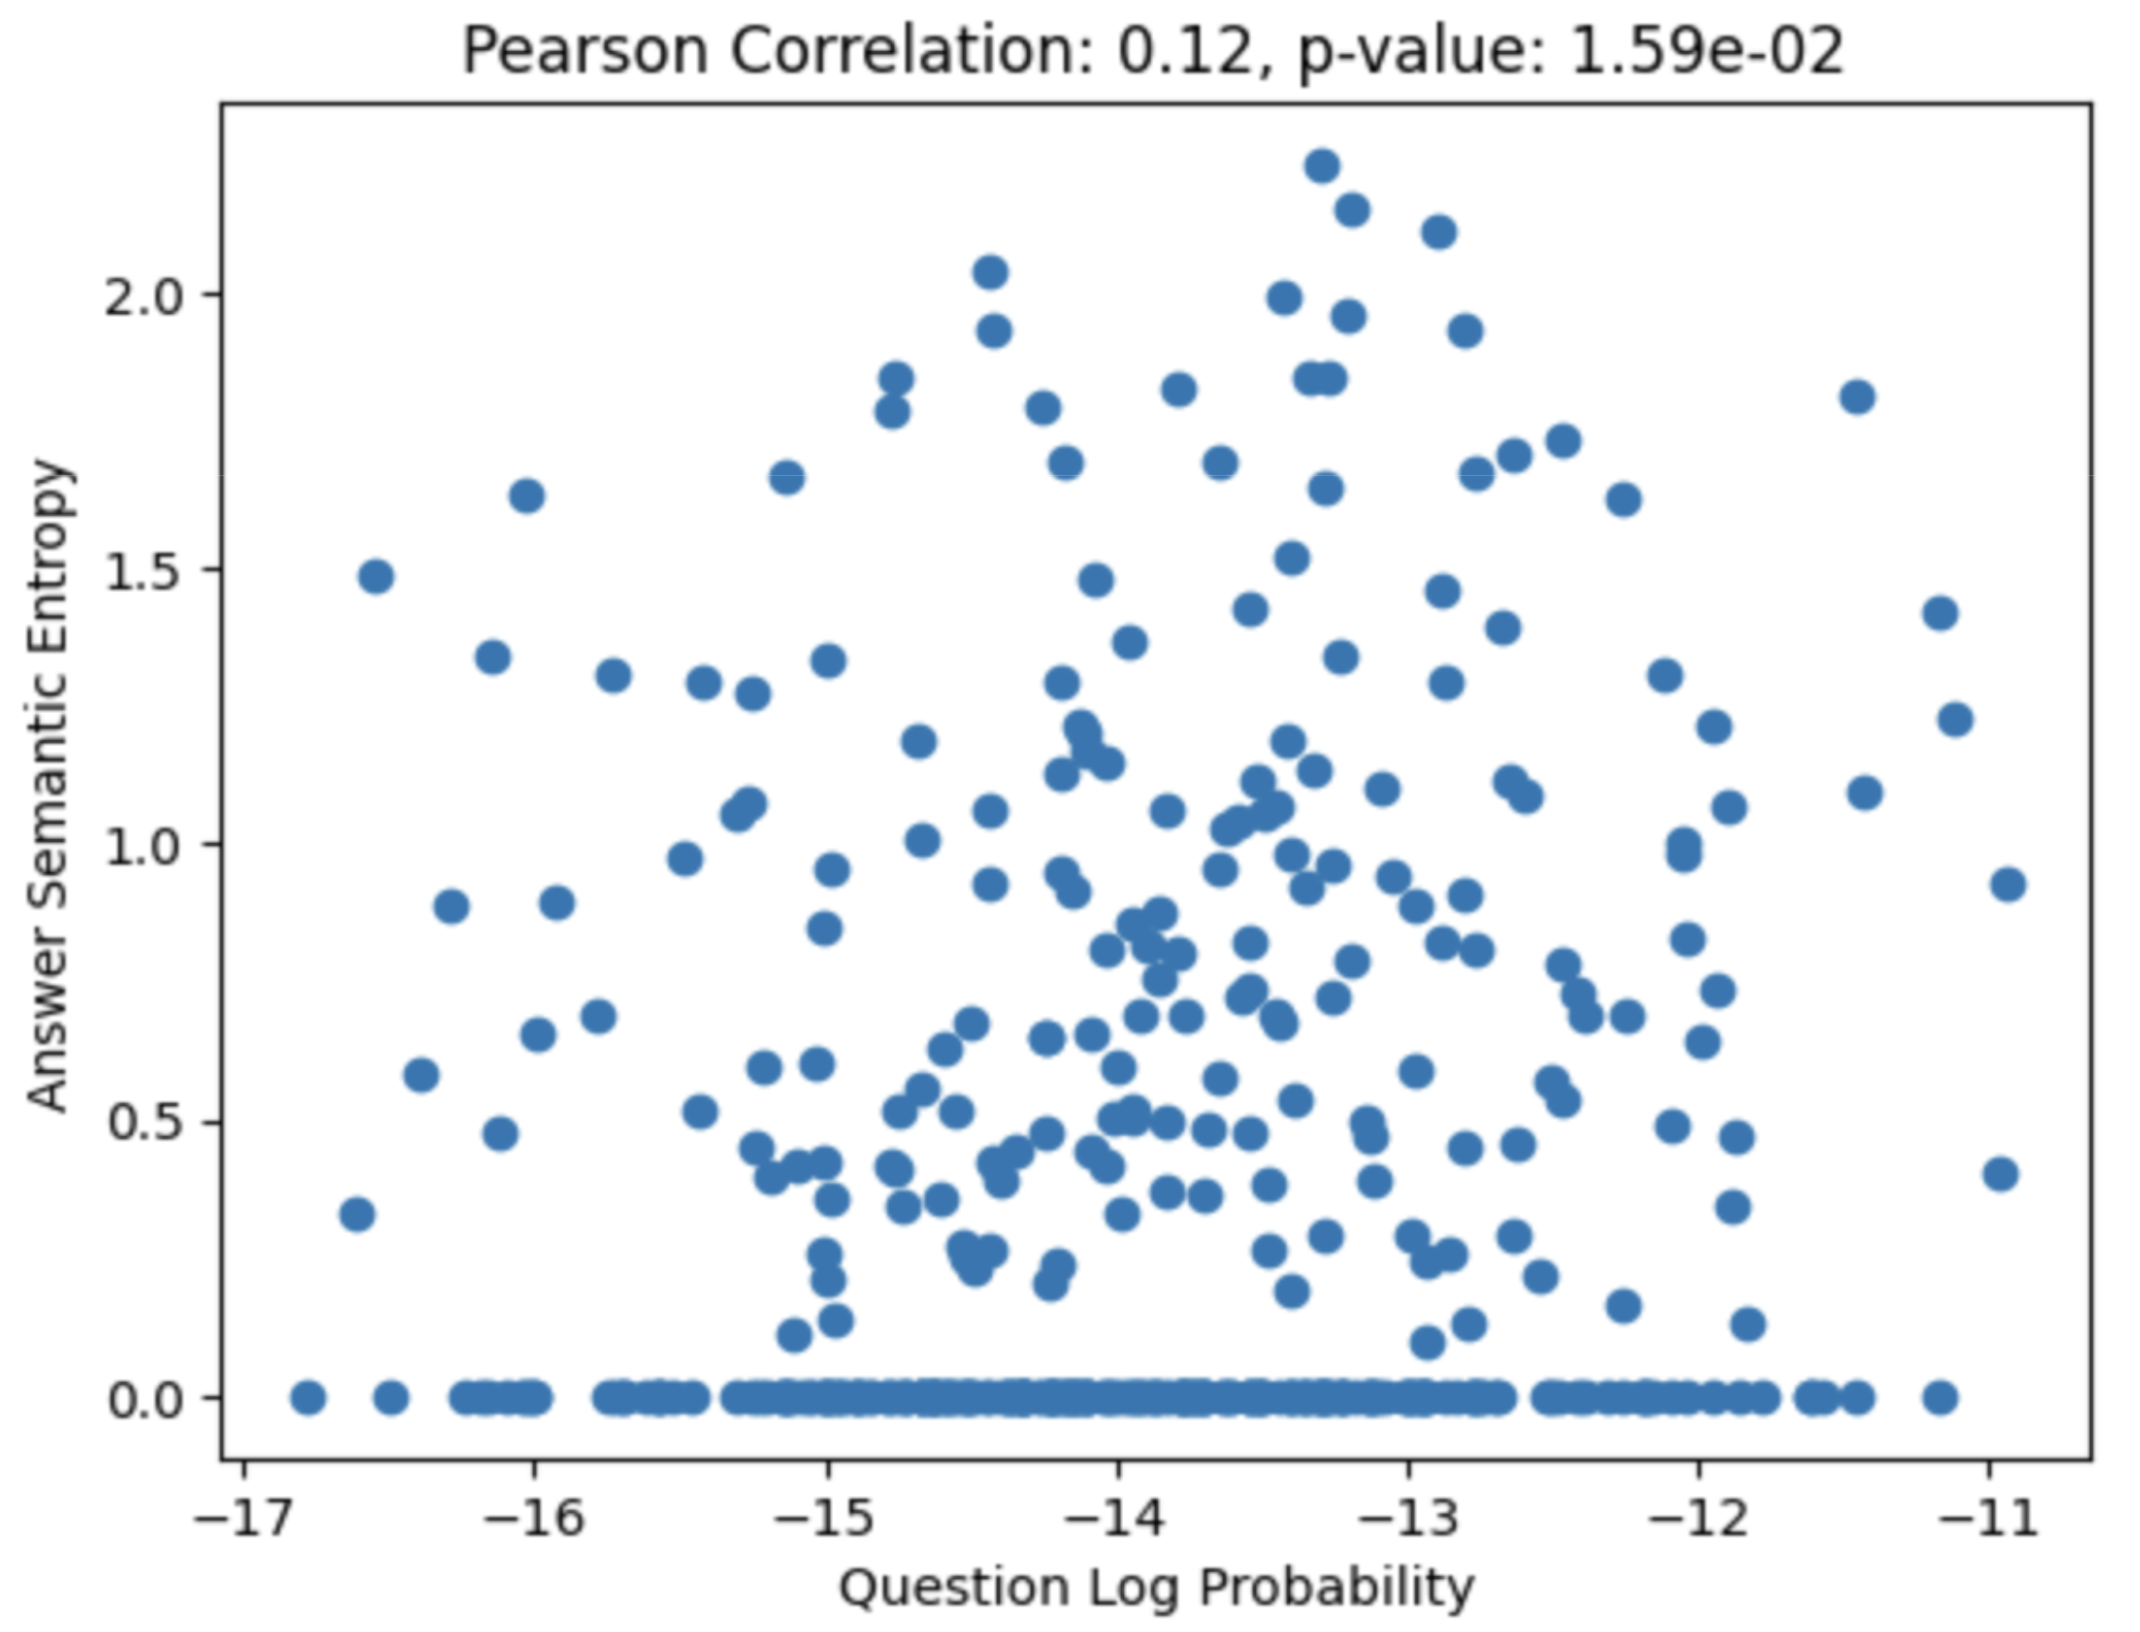 Pearson Correlation: 0.12, p-value: 1.59e-02
Answer Semantic Entropy
2.0
1.5
1.0
0.5
0.0
−17 −16 −15 −14 −13 −12 −11
Question Log Probability